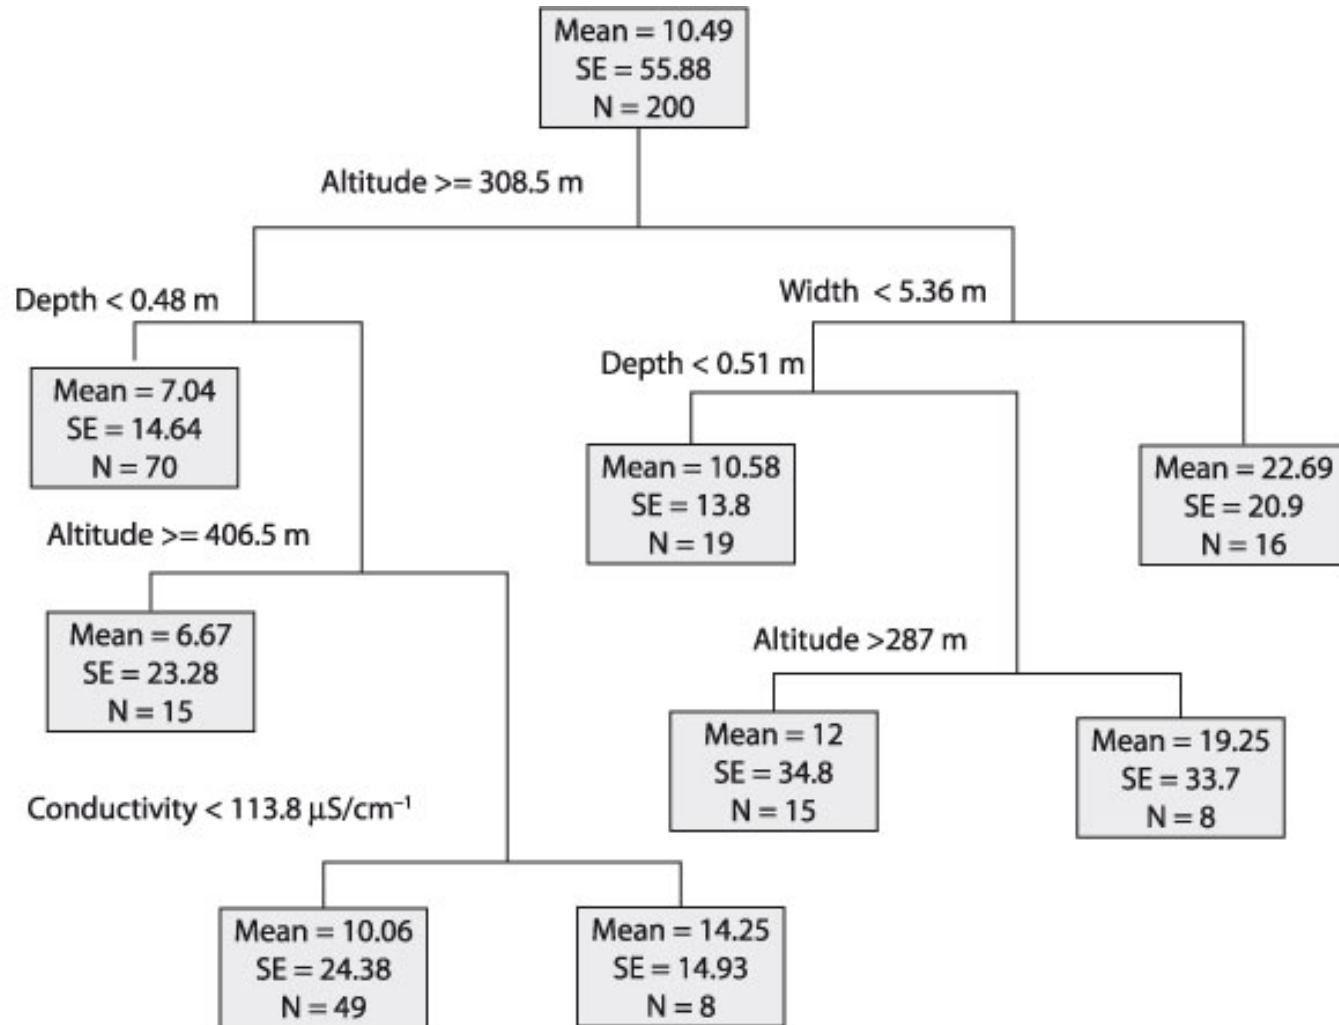 Mean = 10.49
SE = 55.88
N = 200
Altitude >= 308.5 m
Depth < 0.48 m
Width < 5.36 m
Depth < 0.51 m
Mean = 7.04
SE = 14.64
N = 70
Mean = 10.58
SE = 13.8
N = 19
Mean = 22.69
SE = 20.9
N = 16
Altitude >= 406.5 m
Mean = 6.67
SE = 23.28
N = 15
Altitude >287 m
Mean = 12
SE = 34.8
N = 15
Mean = 19.25
SE = 33.7
N = 8
Conductivity < 113.8 µS/cm⁻¹
Mean = 10.06
SE = 24.38
N = 49
Mean = 14.25
SE = 14.93
N = 8